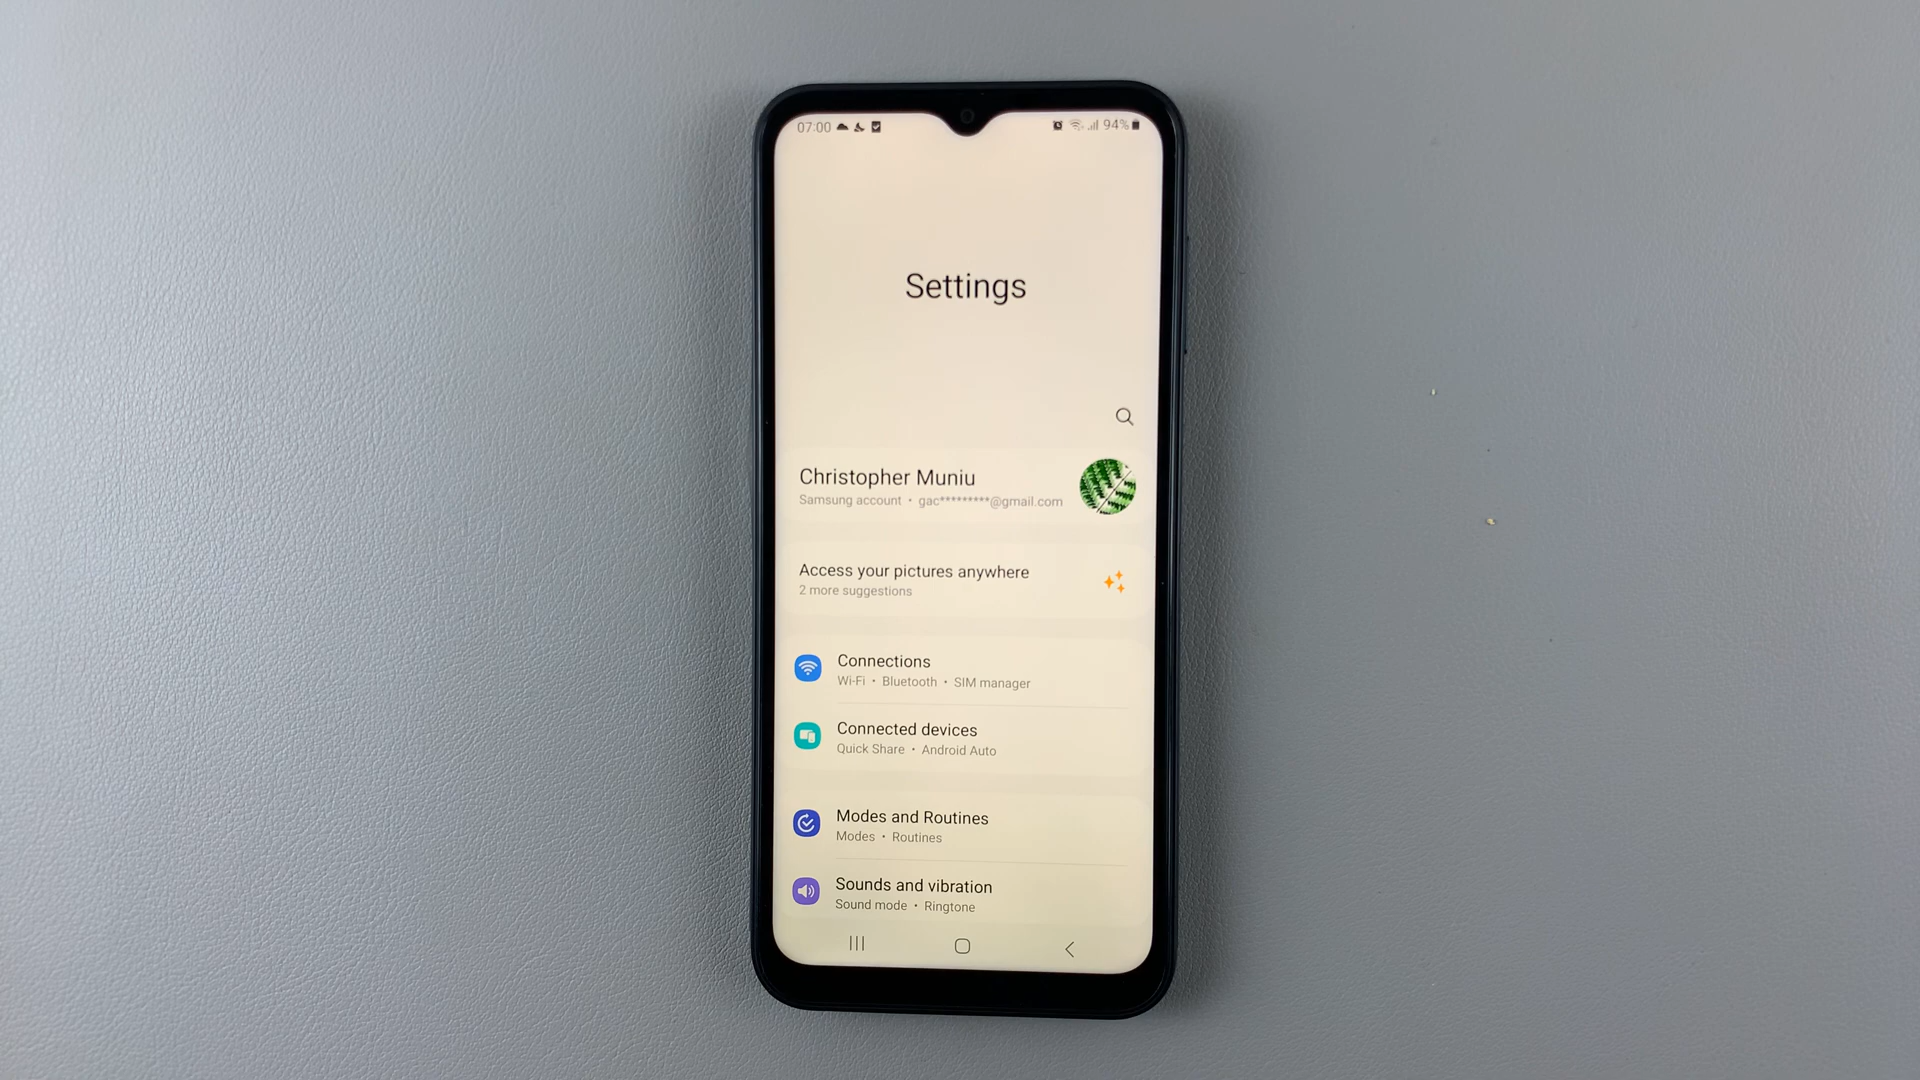 07:00 94%
Settings
Christopher Muniu
Samsung account • gac*********@gmail.com
Access your pictures anywhere
2 more suggestions
Connections
Wi-Fi • Bluetooth • SIM manager
Connected devices
Quick Share • Android Auto
Modes and Routines
Modes • Routines
Sounds and vibration
Sound mode • Ringtone